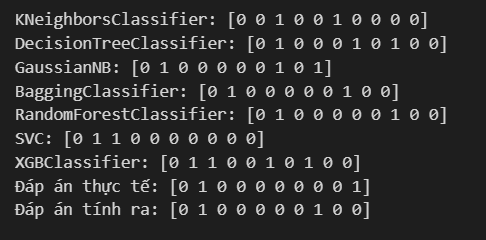 KNeighborsClassifier: [0 0 1 0 0 1 0 0 0 0]
DecisionTreeClassifier: [0 1 0 0 0 1 0 1 0 0]
GaussianNB: [0 1 0 0 0 0 0 1 0 1]
BaggingClassifier: [0 1 0 0 0 0 0 1 0 0]
RandomForestClassifier: [0 1 0 0 0 0 0 1 0 0]
SVC: [0 1 1 0 0 0 0 0 0 0]
XGBClassifier: [0 1 1 0 0 1 0 1 0 0]
Đáp án thực tế: [0 1 0 0 0 0 0 0 0 1]
Đáp án tính ra: [0 1 0 0 0 0 0 1 0 0]